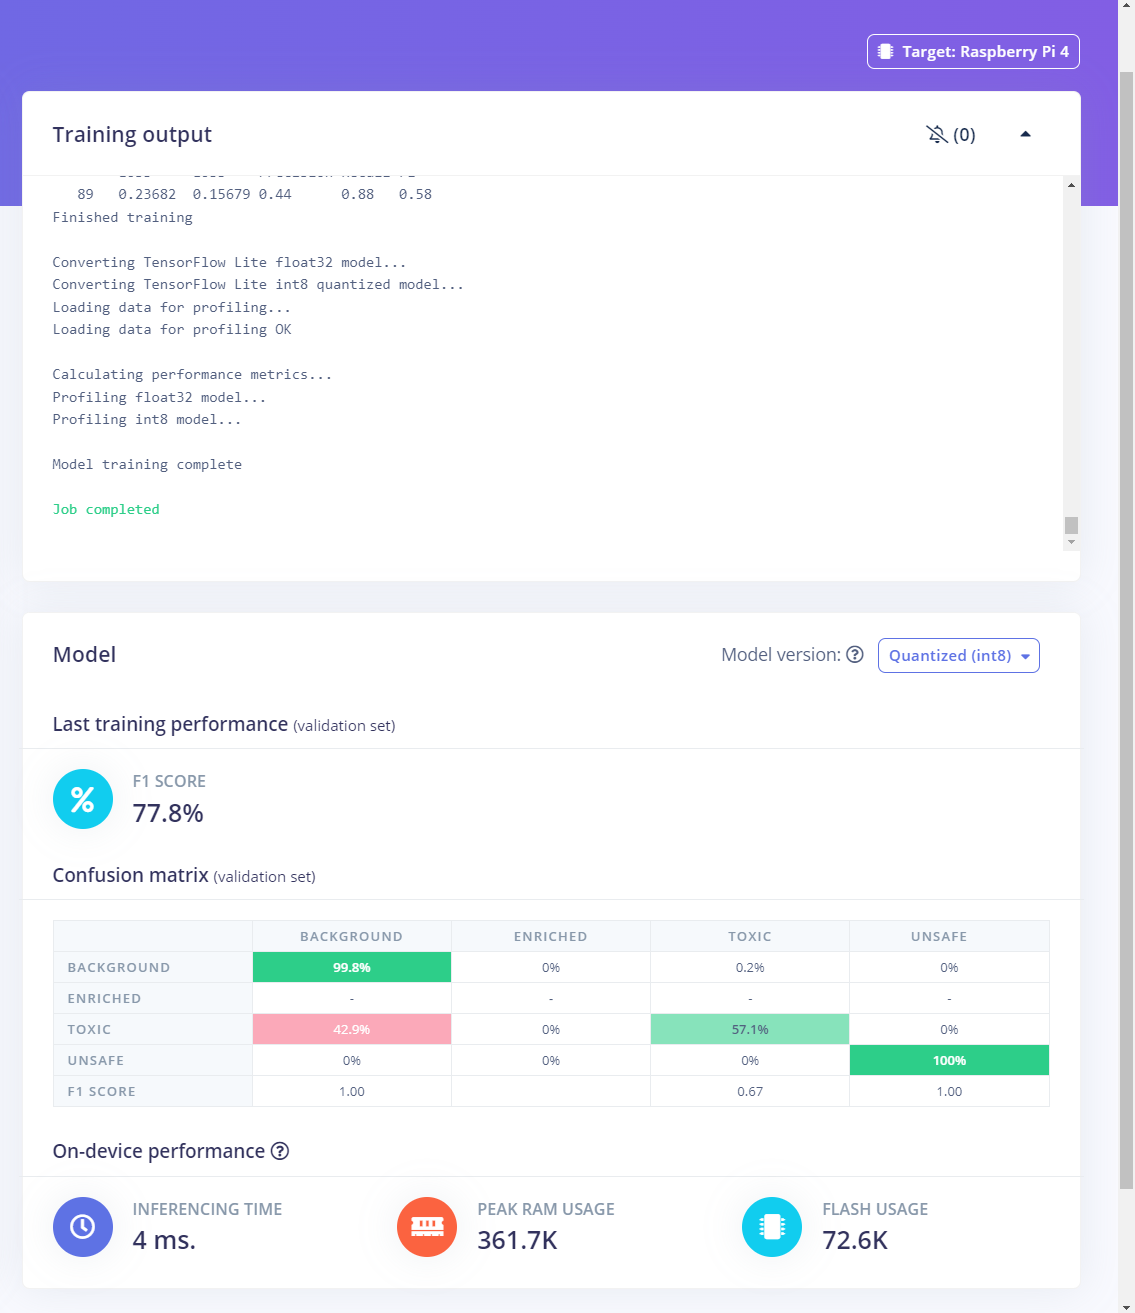 Target: Raspberry Pi 4
Training output
(0)
89 0.23682 0.15679 0.44 0.88 0.58
Finished training
Converting TensorFlow Lite float32 model...
Converting TensorFlow Lite int8 quantized model...
Loading data for profiling...
Loading data for profiling OK
Calculating performance metrics...
Profiling float32 model...
Profiling int8 model...
Model training complete
Job completed
Model
Model version: ? Quantized (int8)
Last training performance (validation set)
%
F1 SCORE
77.8%
Confusion matrix (validation set)
BACKGROUND ENRICHED TOXIC UNSAFE
BACKGROUND 99.8% 0% 0.2% 0%
ENRICHED - - - -
TOXIC 42.9% 0% 57.1% 0%
UNSAFE 0% 0% 0% 100%
F1 SCORE 1.00 0.67 1.00
On-device performance ?
INFERENCING TIME
4 ms.
PEAK RAM USAGE
361.7K
FLASH USAGE
72.6K